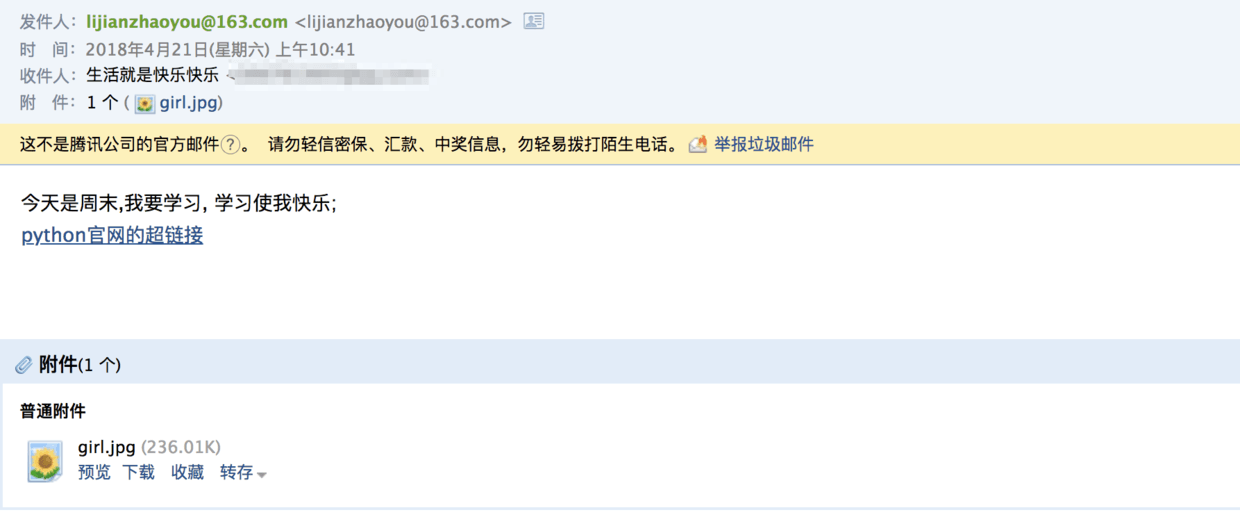 发件人：lijianzhaoyou@163.com <lijianzhaoyou@163.com>
时 间：2018年4月21日(星期六) 上午10:41
收件人：生活就是快乐快乐 <
附 件：1 个 ( girl.jpg)
这不是腾讯公司的官方邮件?。 请勿轻信密保、汇款、中奖信息，勿轻易拨打陌生电话。 举报垃圾邮件
今天是周末,我要学习, 学习使我快乐;
python官网的超链接
附件(1 个)
普通附件
girl.jpg (236.01K)
预览 下载 收藏 转存